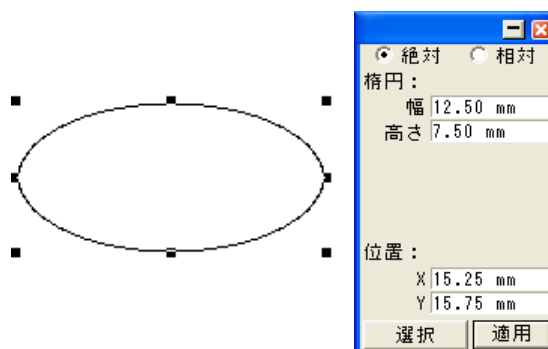 絶対 相対
楕円：
幅 12.50 mm
高さ 7.50 mm
位置：
X 15.25 mm
Y 15.75 mm
選択 適用